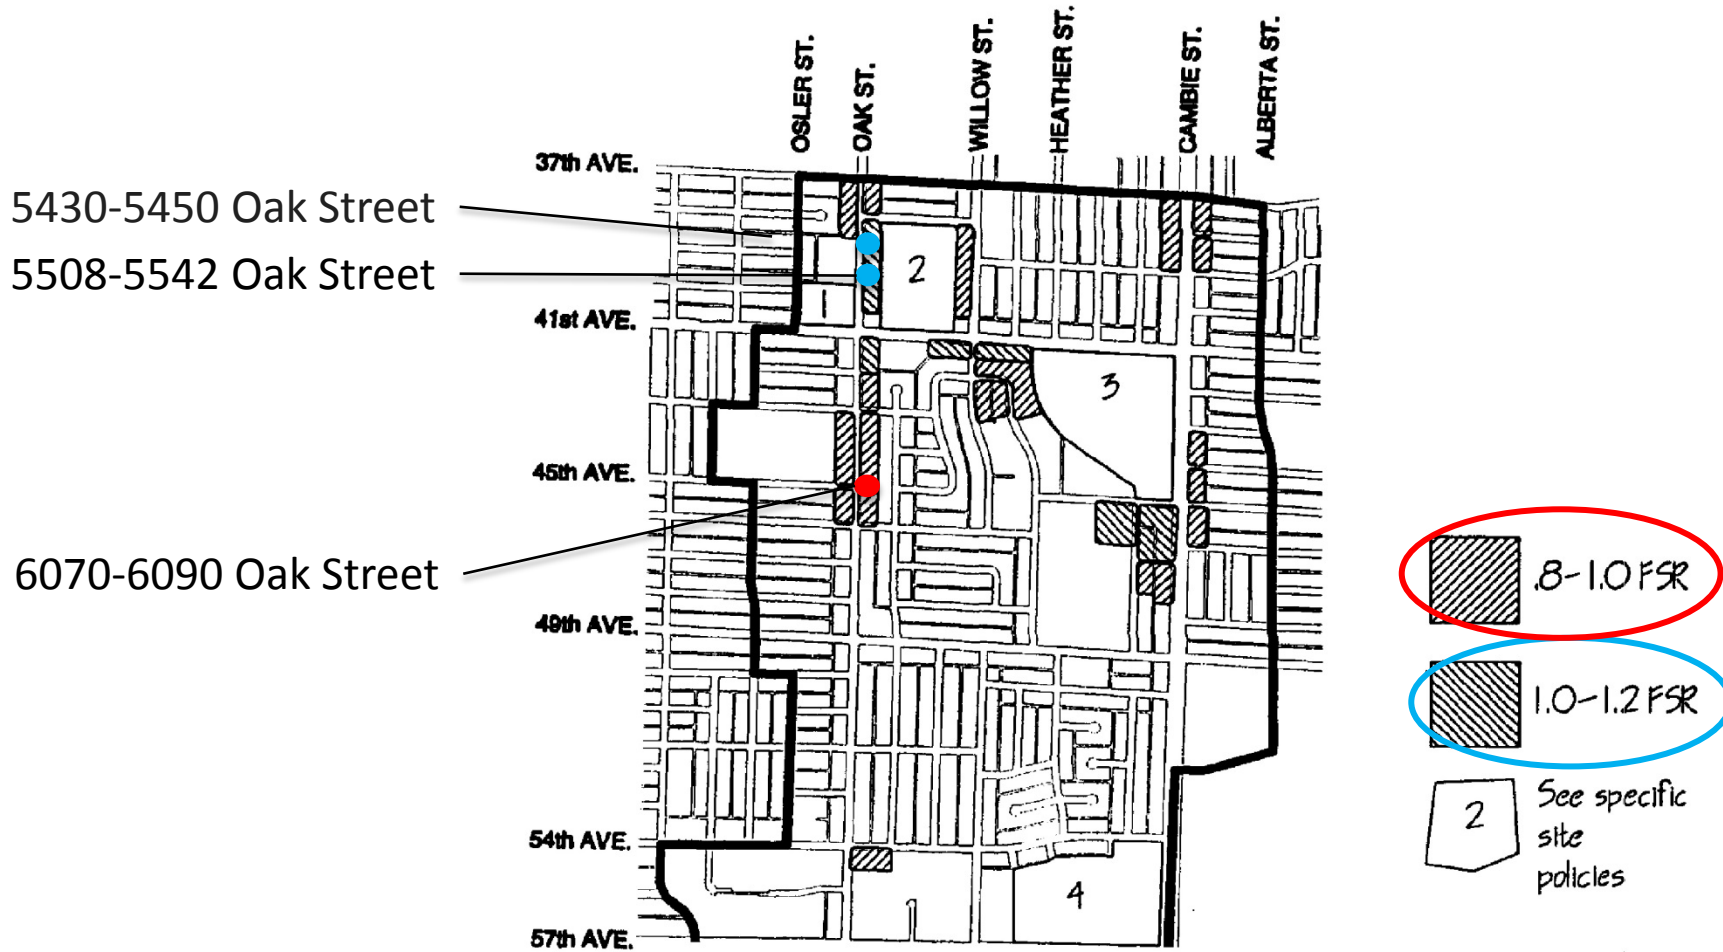 OSLER ST.
OAK ST.
WILLOW ST.
HEATHER ST.
CAMBIE ST.
ALBERTA ST.
37th AVE.
5430-5450 Oak Street
5508-5542 Oak Street
2
41st AVE.
1
3
45th AVE.
6070-6090 Oak Street
.8-1.0 FSR
49th AVE.
1.0-1.2 FSR
2
See specific
site
policies
54th AVE.
4
57th AVE.